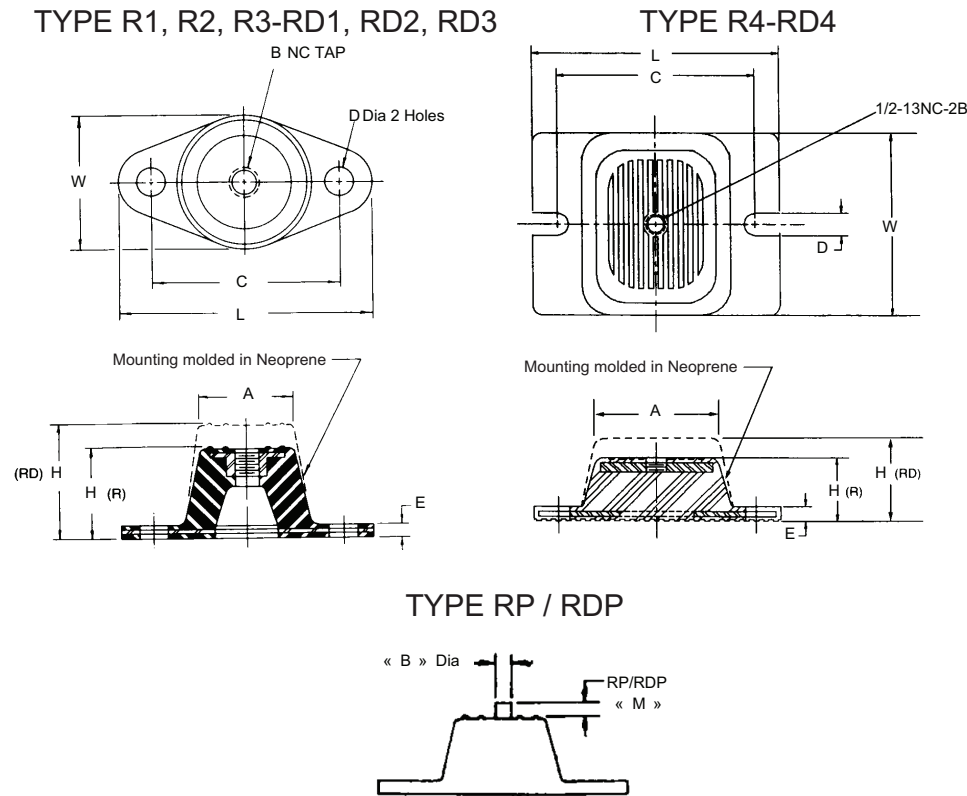 TYPE R1, R2, R3-RD1, RD2, RD3
B NC TAP
D Dia 2 Holes
W
C
L
Mounting molded in Neoprene
A
(RD) H
H (R)
E
TYPE R4-RD4
L
C
1/2-13NC-2B
W
D
Mounting molded in Neoprene
A
H (RD)
H (R)
E
TYPE RP / RDP
« B » Dia
RP/RDP
« M »